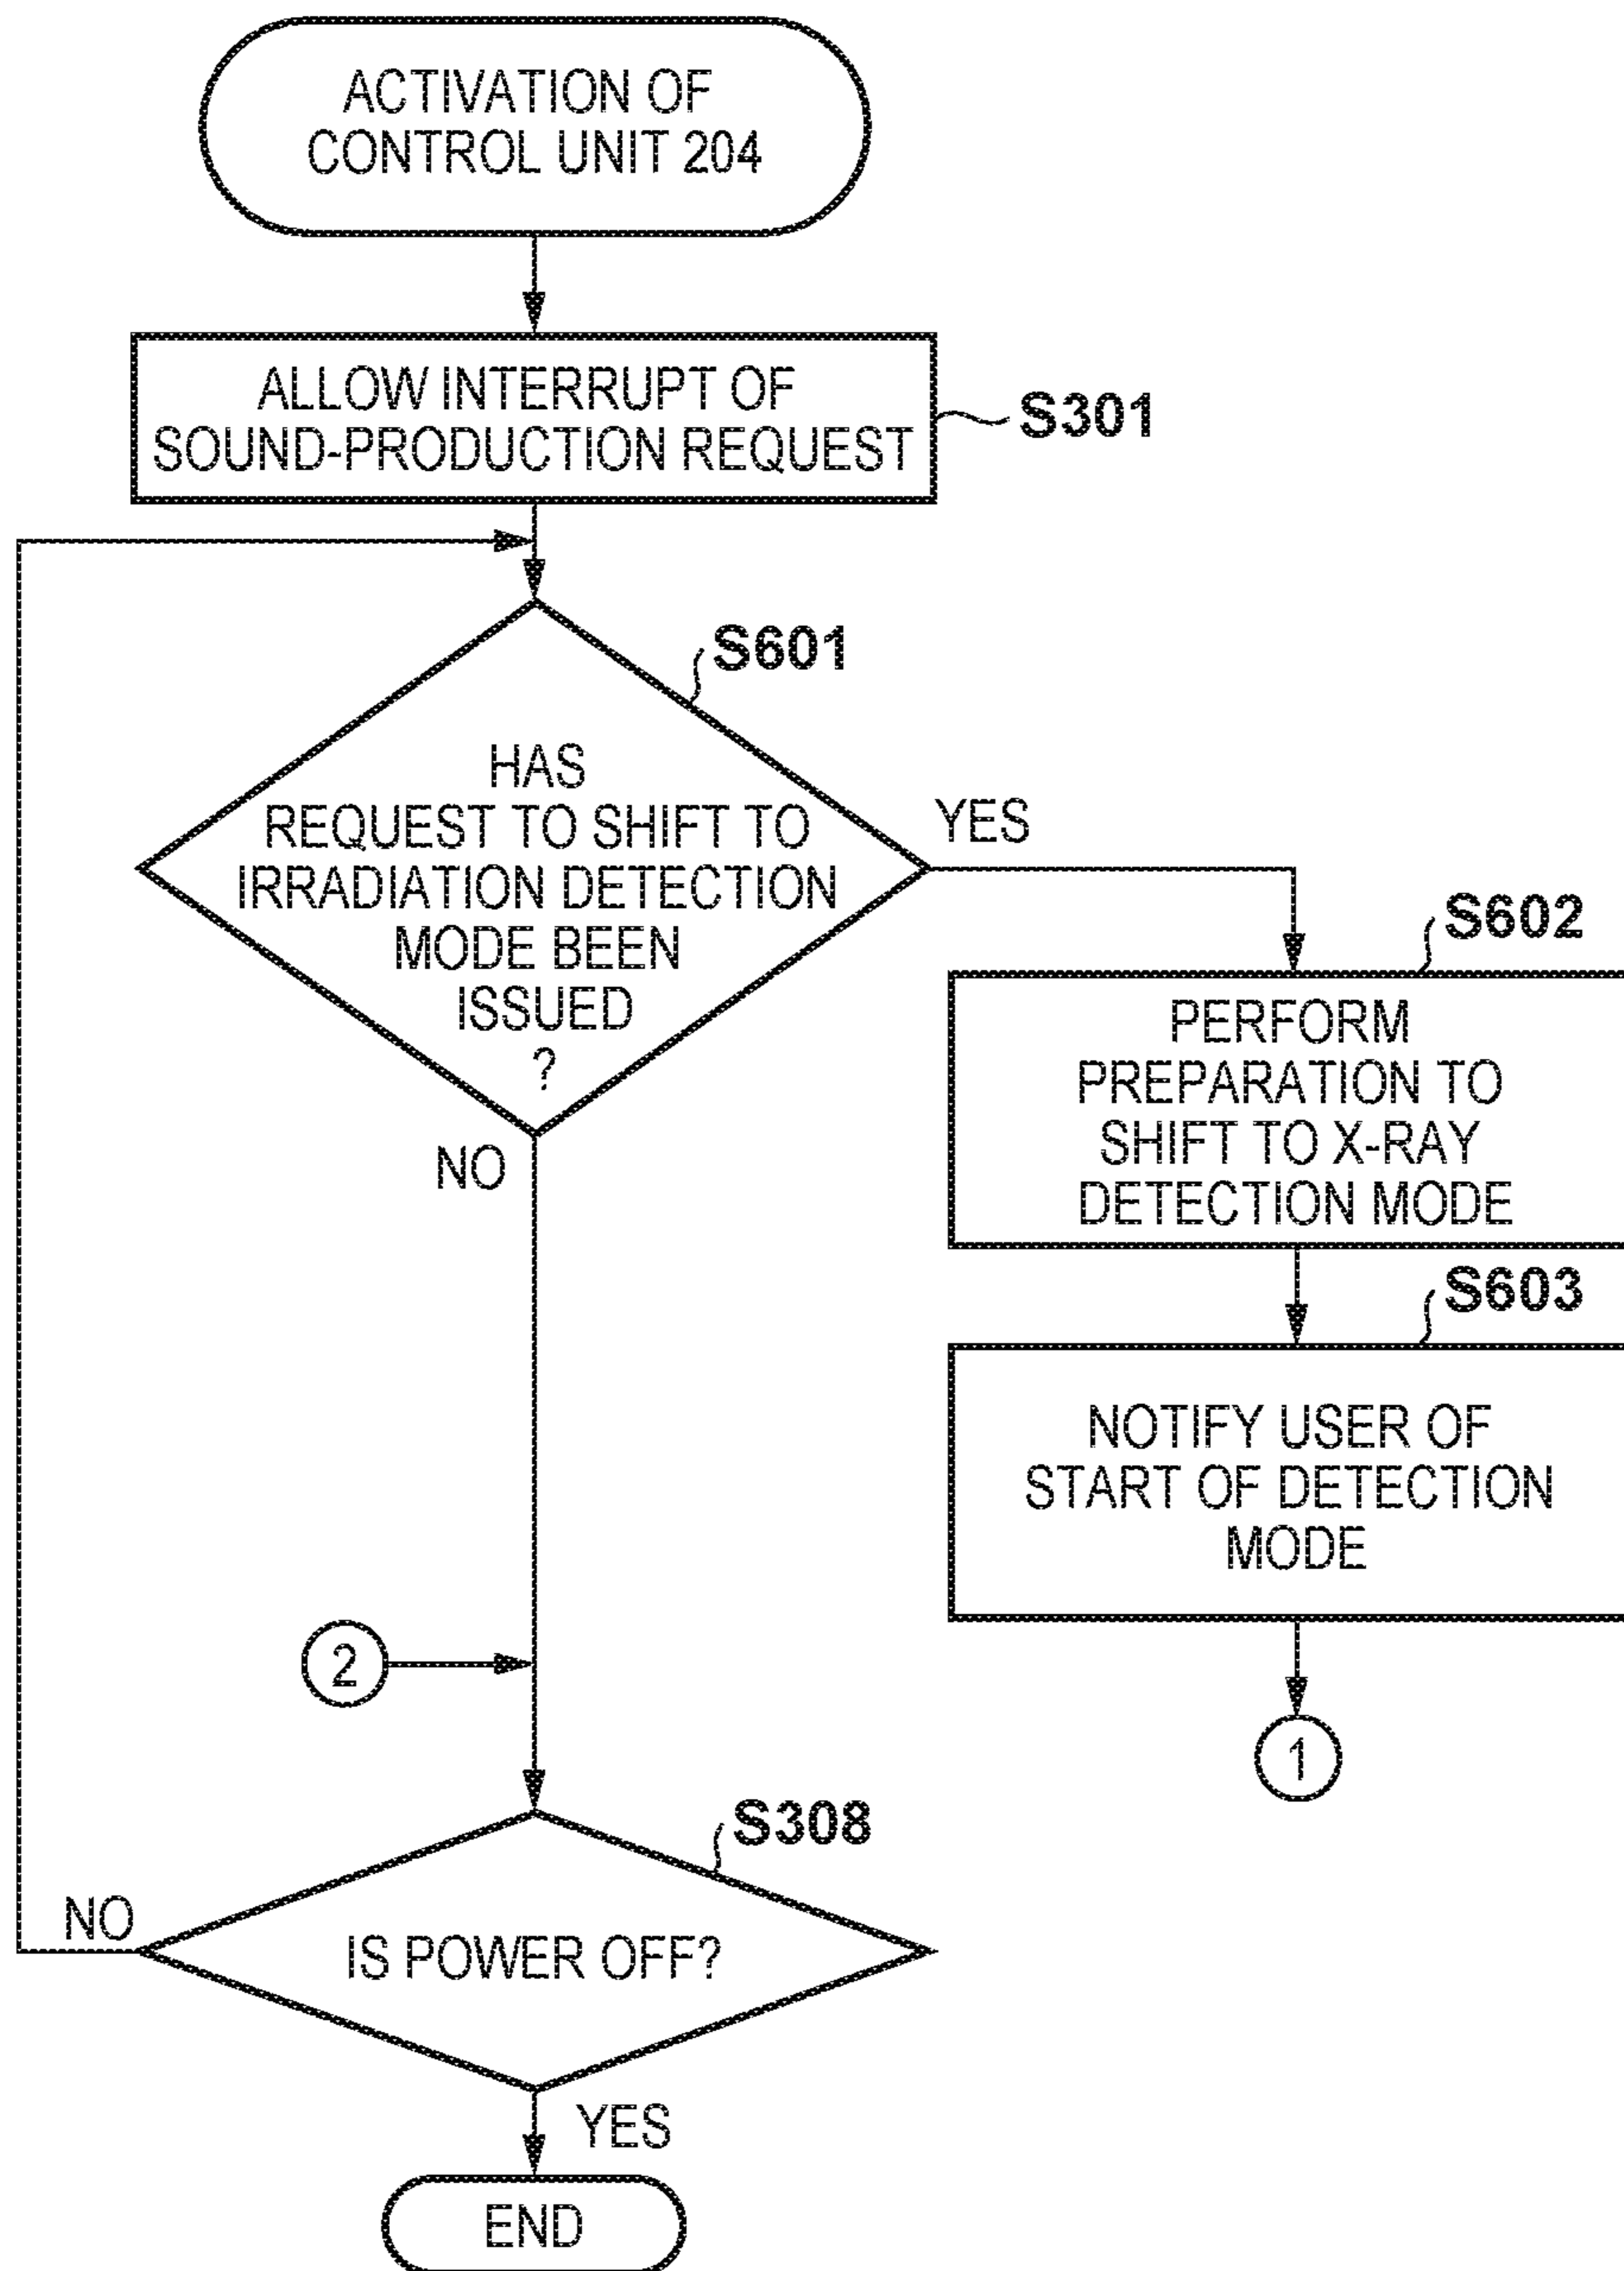 ACTIVATION OF
CONTROL UNIT 204
ALLOW INTERRUPT OF
SOUND-PRODUCTION REQUEST
S301
S601
HAS
REQUEST TO SHIFT TO
IRRADIATION DETECTION
MODE BEEN
ISSUED
?
YES
NO
S602
PERFORM
PREPARATION TO
SHIFT TO X-RAY
DETECTION MODE
S603
NOTIFY USER OF
START OF DETECTION
MODE
1
2
S308
IS POWER OFF?
NO
YES
END